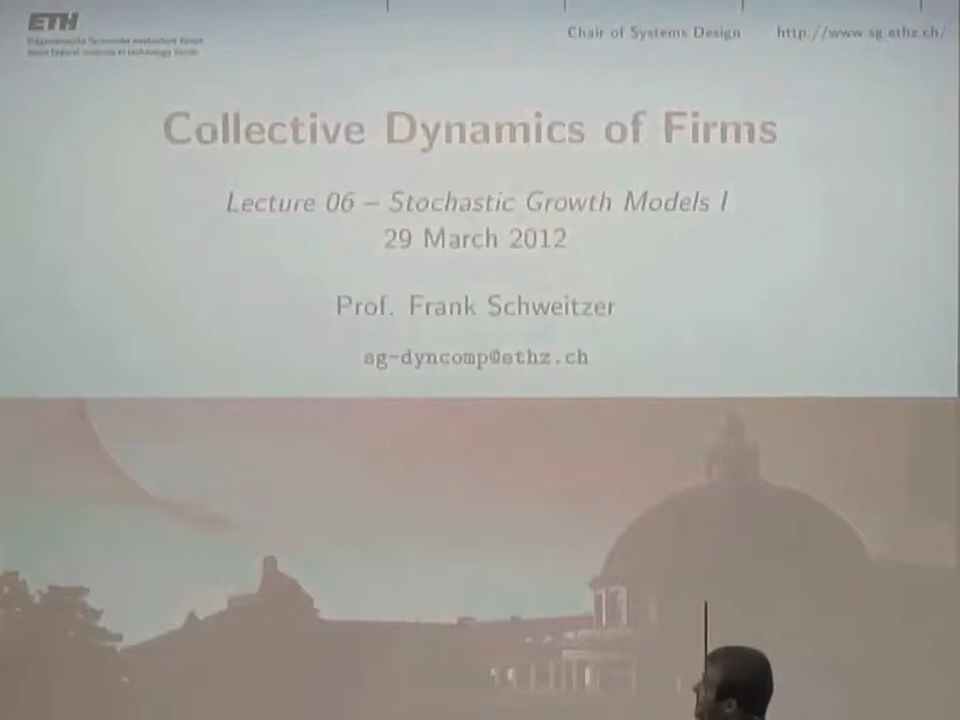 ETH
Chair of Systems Design
http://www.sg.ethz.ch/
Collective Dynamics of Firms
Lecture 06 – Stochastic Growth Models I
29 March 2012
Prof. Frank Schweitzer
sg-dyncomp@ethz.ch